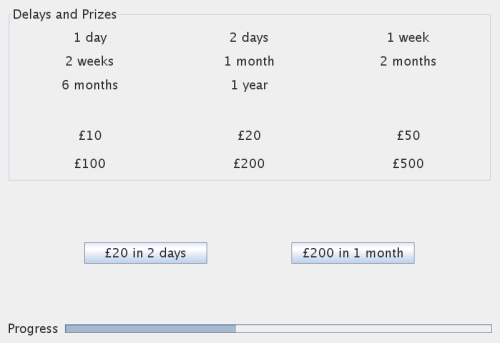 Delays and Prizes
1 day 2 days 1 week
2 weeks 1 month 2 months
6 months 1 year
£10 £20 £50
£100 £200 £500
£20 in 2 days £200 in 1 month
Progress